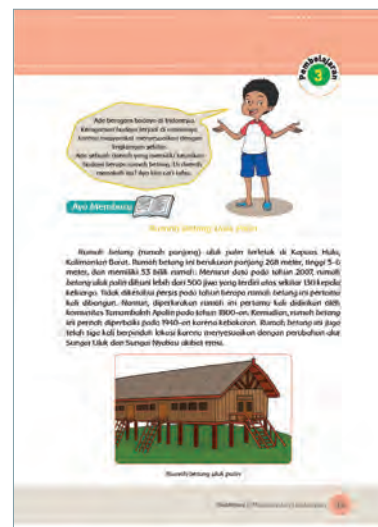 Pembelajaran
3
Ada beragam budaya di Indonesia.
Keragaman budaya terjadi di antaranya
karena masyarakat menyesuaikan dengan
lingkungan sekitar.
Ada sebuah daerah yang memiliki keunikan
budaya berupa rumah betang. Di daerah
manakah itu? Ayo kita cari tahu.
Ayo Membaca
Rumah betang uluk palin
Rumah betang (rumah panjang) uluk palin terletak di Kapuas Hulu,
Kalimantan Barat. Rumah betang ini berukuran panjang 268 meter, tinggi 5-6
meter, dan memiliki 53 bilik rumah. Menurut data pada tahun 2007, rumah
betang uluk palin dihuni lebih dari 500 jiwa yang terdiri atas sekitar 130 kepala
keluarga. Tidak diketahui persis pada tahun berapa rumah betang ini pertama
kali dibangun. Namun, diperkirakan rumah ini pertama kali didirikan oleh
komunitas Tamambaloh Apalin pada tahun 1800-an. Kemudian, rumah betang
ini pernah diperbaiki pada 1940-an karena kebakaran. Rumah betang ini juga
telah tiga kali berpindah lokasi karena menyesuaikan dengan perubahan alur
Sungai Uluk dan Sungai Nyabau akibat erosi.
Rumah betang uluk palin